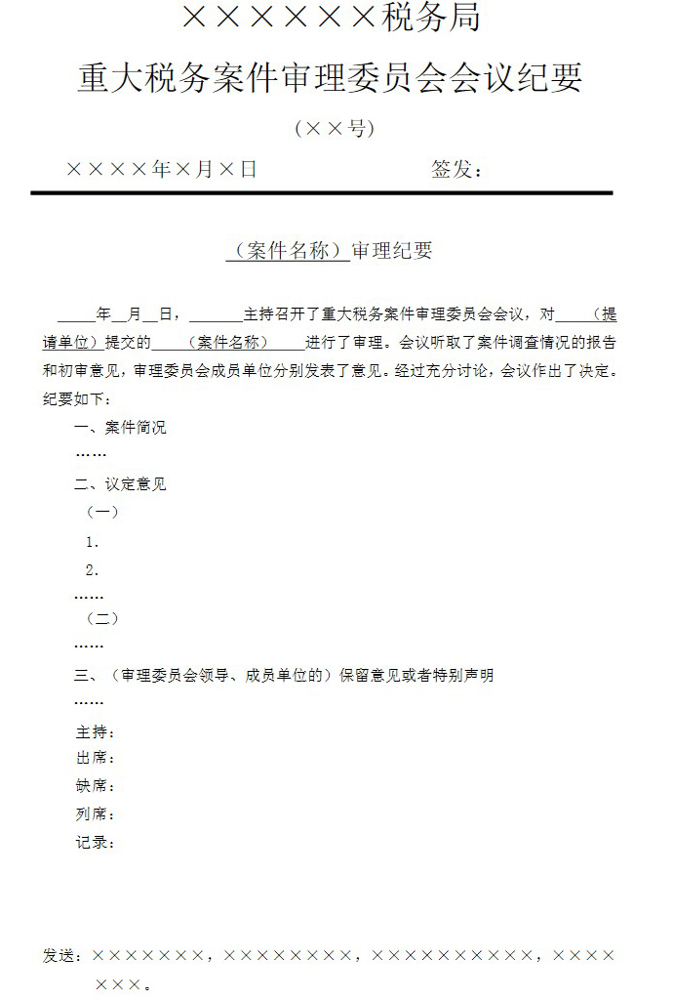 ××××××税务局
重大税务案件审理委员会会议纪要
(××号)
××××年×月×日 签发：
（案件名称）审理纪要
_____年__月__日，_______主持召开了重大税务案件审理委员会会议，对____（提
请单位）提交的____（案件名称）____进行了审理。会议听取了案件调查情况的报告
和初审意见，审理委员会成员单位分别发表了意见。经过充分讨论，会议作出了决定。
纪要如下：
一、案件简况
……
二、议定意见
（一）
1.
2.
……
（二）
……
三、（审理委员会领导、成员单位的）保留意见或者特别声明
……
主持：
出席：
缺席：
列席：
记录：
发送：×××××××，××××××××，××××××××××，××××
×××。